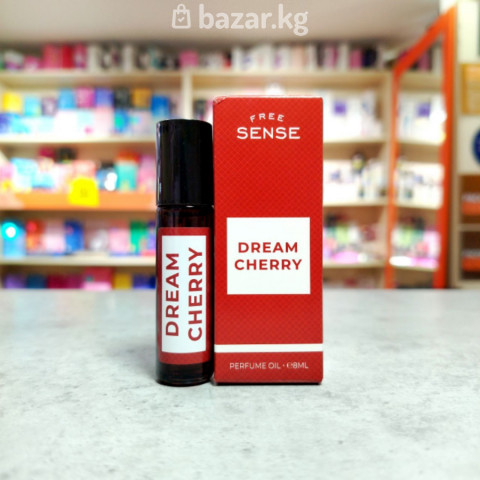 bazar.kg
FREE
SENSE
DREAM
CHERRY
PERFUME OIL • ℮8ML
DREAM
CHERRY